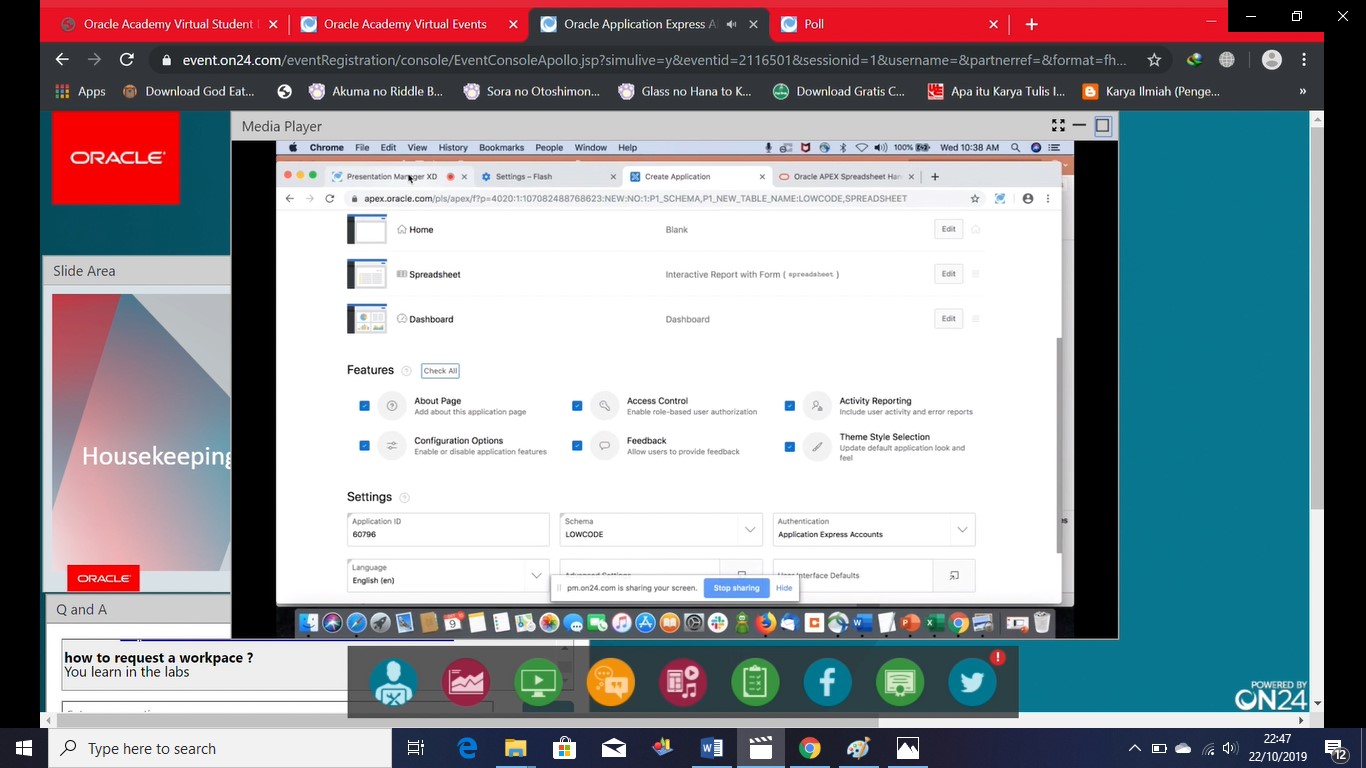 Oracle Academy Virtual Student
Oracle Academy Virtual Events
Oracle Application Express A
Poll
event.on24.com/eventRegistration/console/EventConsoleApollo.jsp?simulive=y&eventid=2116501&sessionid=1&username=&partnerref=&format=fh...
Apps
Download God Eat...
Akuma no Riddle B...
Sora no Otoshimon...
Glass no Hana to K...
Download Gratis C...
Apa itu Karya Tulis I...
Karya Ilmiah (Penge...
»
ORACLE
Media Player
Chrome File Edit View History Bookmarks People Window Help
100%
Wed 10:38 AM
Presentation Manager XD
Settings – Flash
Create Application
Oracle APEX Spreadsheet Han
apex.oracle.com/pls/apex/f?p=4020:1:107082488768623:NEW:NO:1:P1_SCHEMA,P1_NEW_TABLE_NAME:LOWCODE,SPREADSHEET
Home
Blank
Edit
Spreadsheet
Interactive Report with Form ( spreadsheet )
Edit
Dashboard
Dashboard
Edit
Features
Check All
About Page
Add about this application page
Access Control
Enable role-based user authorization
Activity Reporting
Include user activity and error reports
Configuration Options
Enable or disable application features
Feedback
Allow users to provide feedback
Theme Style Selection
Update default application look and
feel
Settings
Application ID
60796
Schema
LOWCODE
Authentication
Application Express Accounts
Language
English (en)
User Interface Defaults
pm.on24.com is sharing your screen.
Stop sharing
Hide
Slide Area
Housekeeping
ORACLE
Q and A
how to request a workpace ?
You learn in the labs
POWERED BY
ON24
Type here to search
22:47
22/10/2019
12